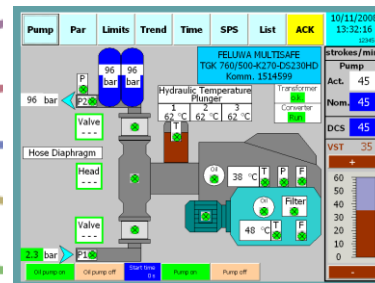 Pump Par Limits Trend Time SPS List ACK
10/11/2008
13:32:16
12345
FELUWA MULTISAFE
TGK 760/500-K270-DS230HD
Komm. 1514599
strokes/min
Pump
Act. 45
Nom. 45
DCS 45
VST 35
+
60
50
40
30
20
10
0
-
96 bar
96 bar
P
P2
96 bar
Hydraulic Temperature
Plunger
1 2 3
62 °C 62 °C 62 °C
T
Transformer
o.k.
Converter
Run
Valve
---
Hose Diaphragm
Head
---
Valve
---
Oil
38 °C
T P F
Oil
Filter
48 °C
T F
2.3 bar
P1
Oil pump on
Oil pump off
Start time
0 s
Pump on
Pump off